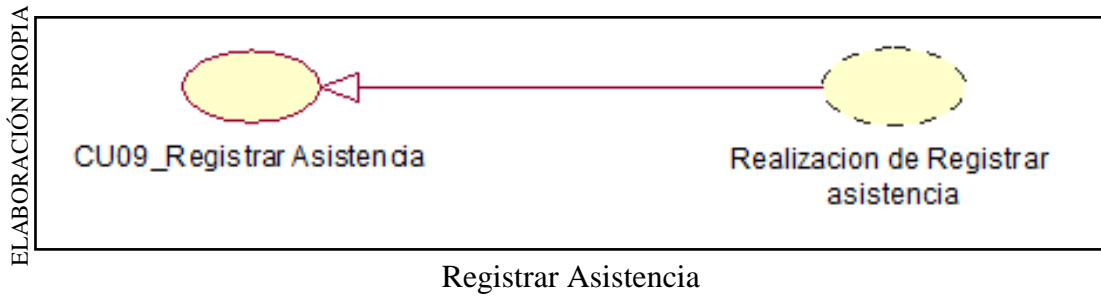 ELABORACIÓN PROPIA
CU09_Registrar Asistencia
Realizacion de Registrar
asistencia
Registrar Asistencia